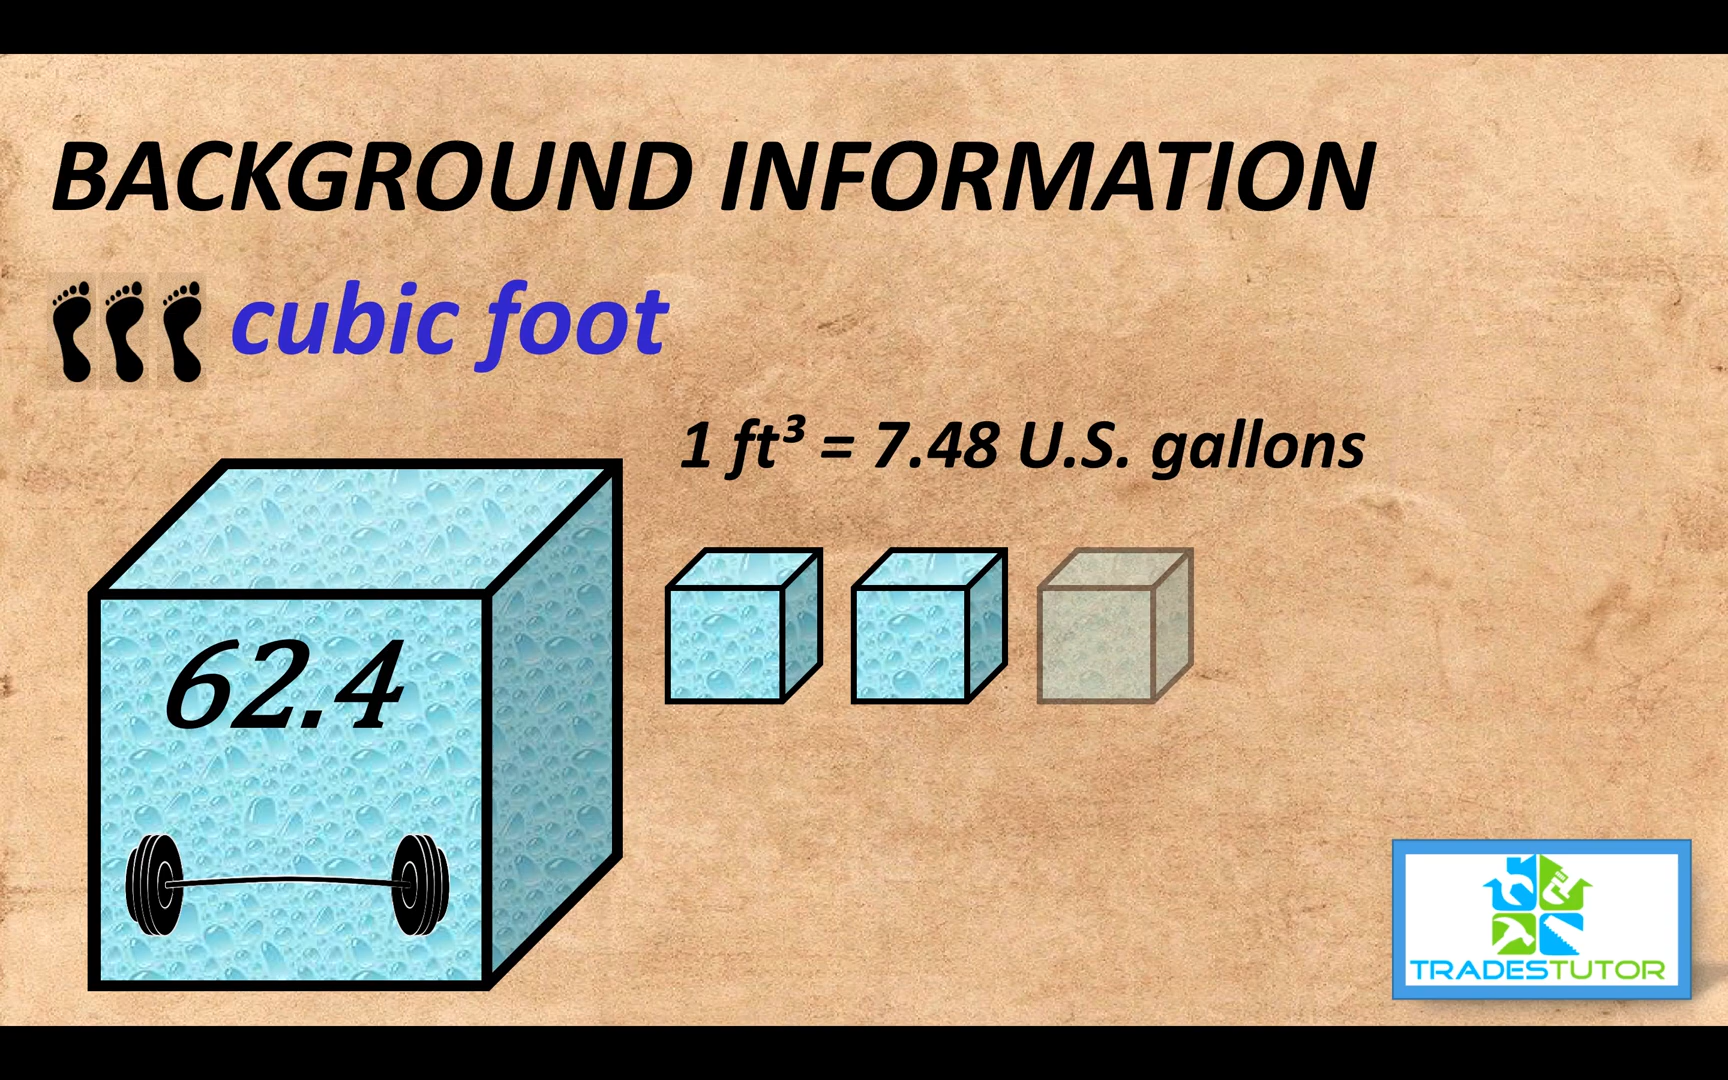 BACKGROUND INFORMATION
cubic foot
1 ft³ = 7.48 U.S. gallons
62.4
TRADESTUTOR